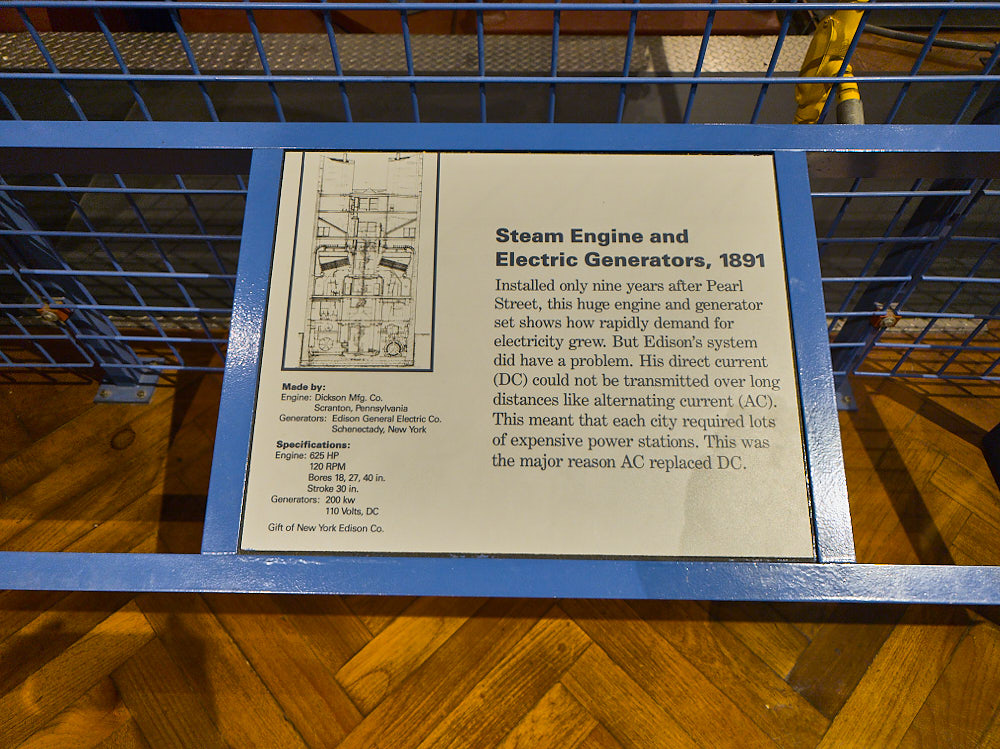 Steam Engine and
Electric Generators, 1891
Installed only nine years after Pearl
Street, this huge engine and generator
set shows how rapidly demand for
electricity grew. But Edison's system
did have a problem. His direct current
(DC) could not be transmitted over long
distances like alternating current (AC).
This meant that each city required lots
of expensive power stations. This was
the major reason AC replaced DC.
Made by:
Engine: Dickson Mfg. Co.
Scranton, Pennsylvania
Generators: Edison General Electric Co.
Schenectady, New York
Specifications:
Engine: 625 HP
120 RPM
Bores 18, 27, 40 in.
Stroke 30 in.
Generators: 200 kw
110 Volts, DC
Gift of New York Edison Co.